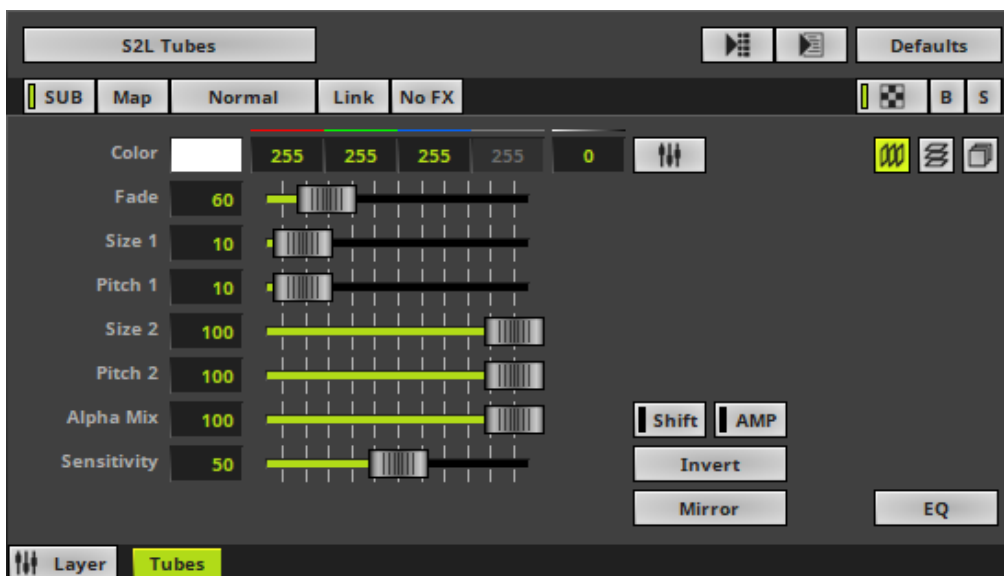 S2L Tubes Defaults
SUB Map Normal Link No FX B S
Color 255 255 255 255 0
Fade 60
Size 1 10
Pitch 1 10
Size 2 100
Pitch 2 100
Alpha Mix 100 Shift AMP
Sensitivity 50 Invert
Mirror EQ
Layer Tubes